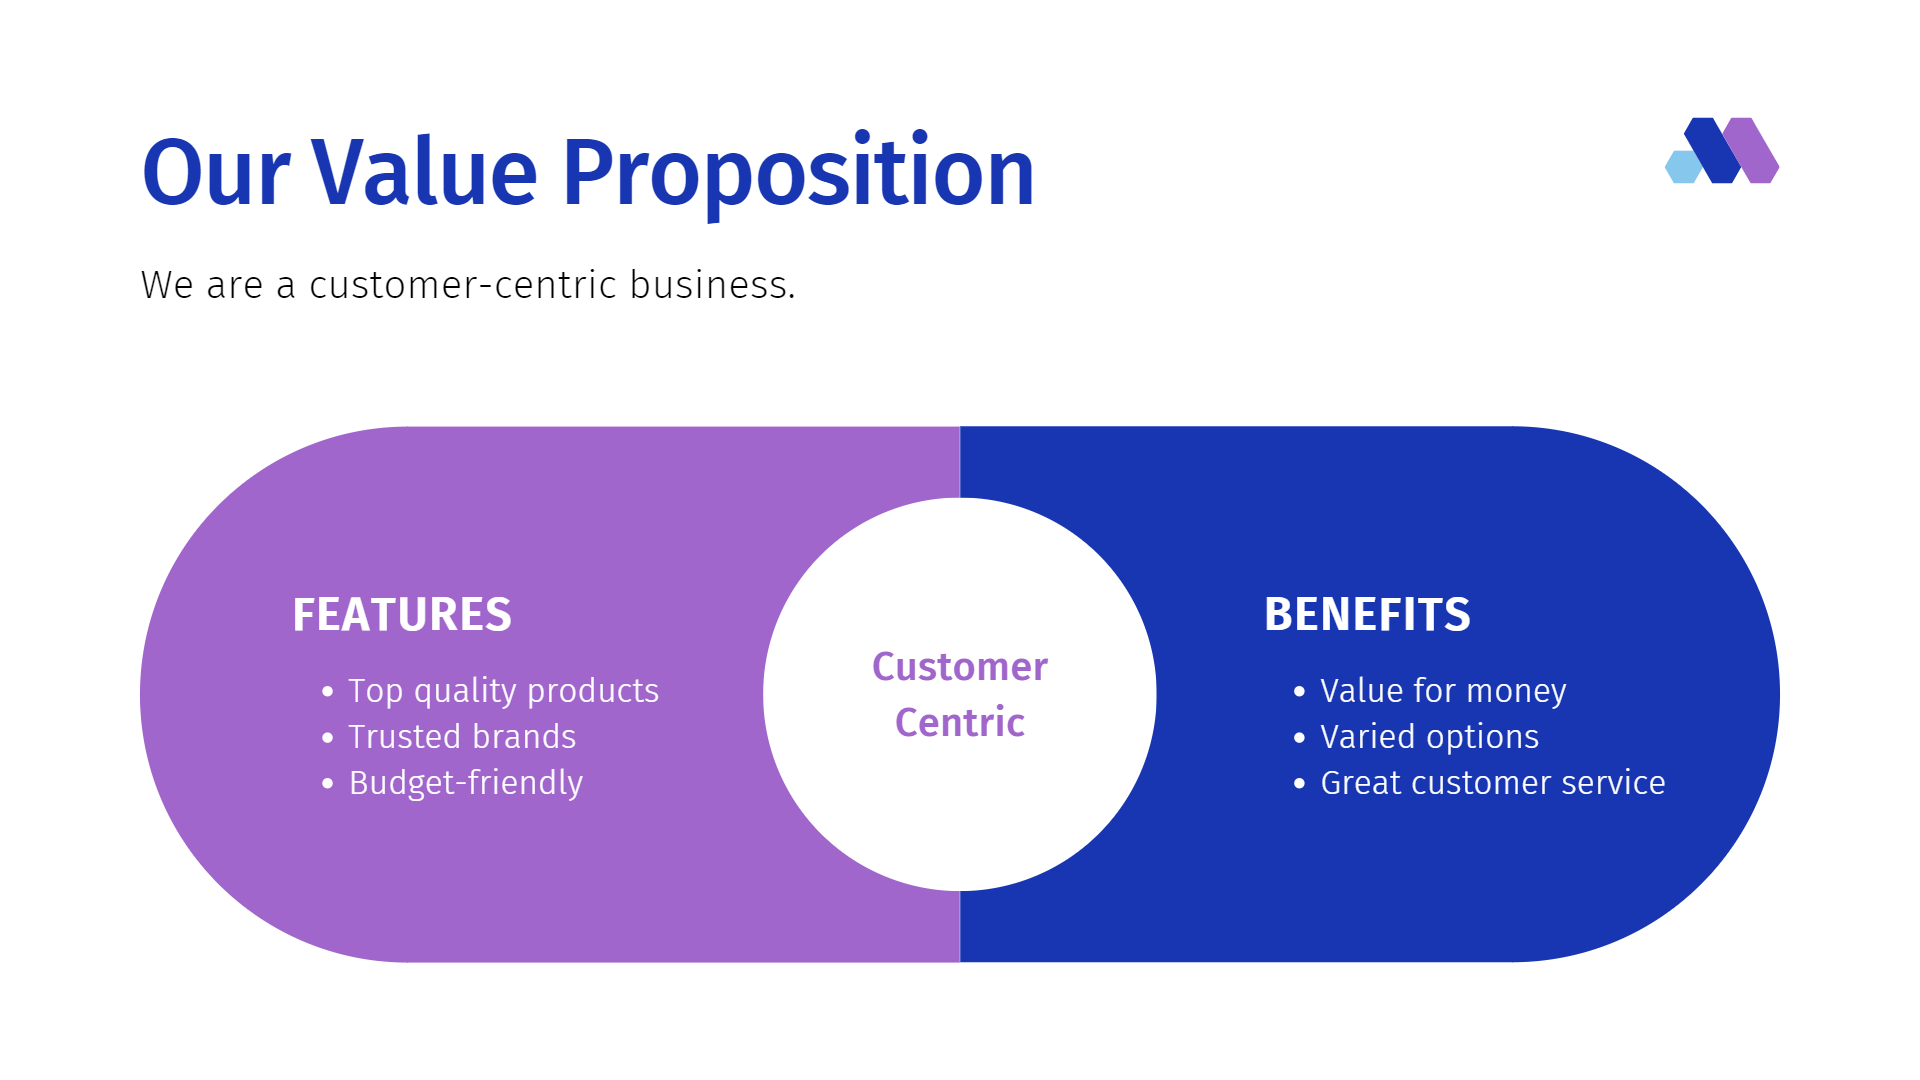 Our Value Proposition
We are a customer-centric business.
FEATURES
• Top quality products
• Trusted brands
• Budget-friendly
Customer
Centric
BENEFITS
• Value for money
• Varied options
• Great customer service